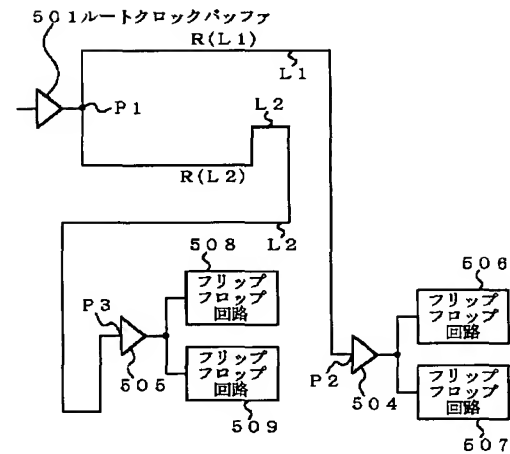 ５０１ルートクロックバッファ
Ｒ(Ｌ１)
Ｌ１
Ｐ１
Ｌ２
Ｒ(Ｌ２)
Ｌ２
５０８
フリップ
フロップ
回路
Ｐ３
５０５
フリップ
フロップ
回路
５０９
５０６
フリップ
フロップ
回路
Ｐ２
５０４
フリップ
フロップ
回路
５０７